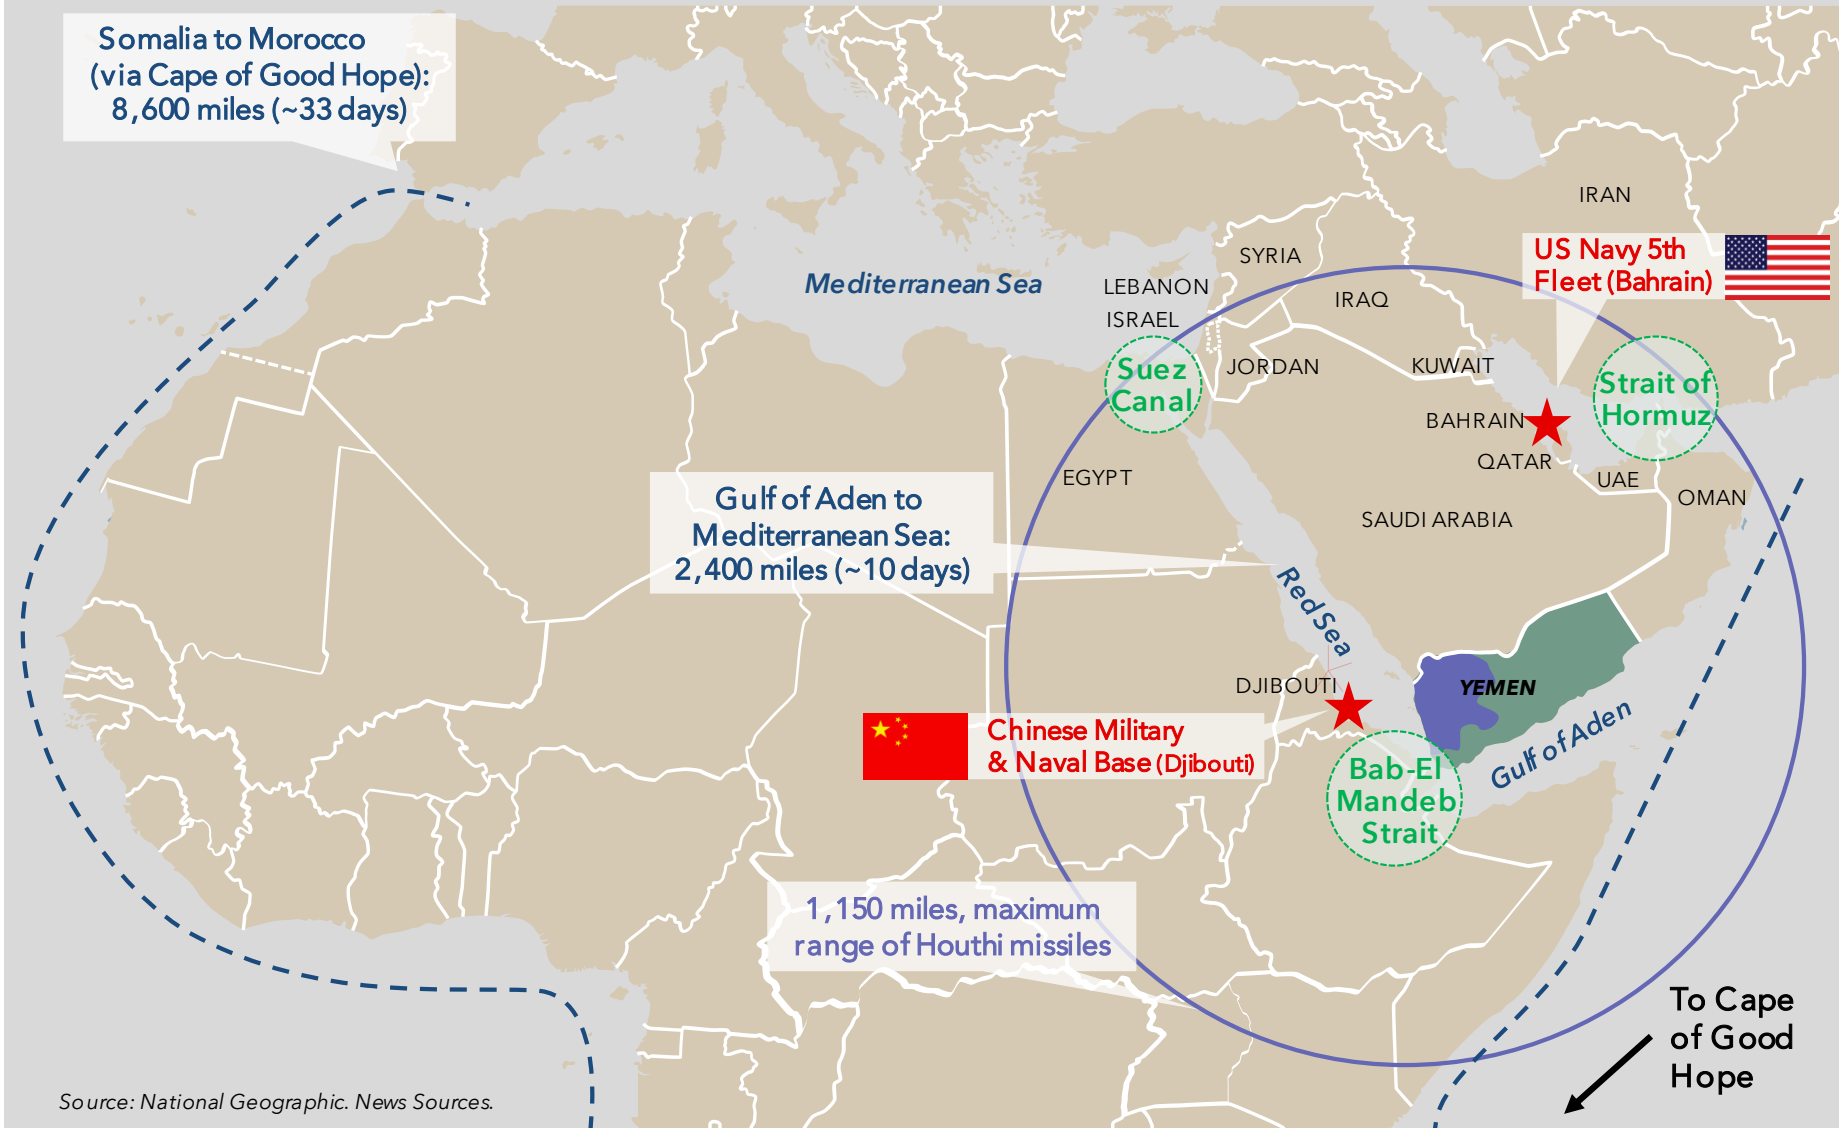 Somalia to Morocco
(via Cape of Good Hope):
8,600 miles (~33 days)
IRAN
US Navy 5th
Fleet (Bahrain)
SYRIA
Mediterranean Sea
LEBANON
IRAQ
ISRAEL
JORDAN
KUWAIT
Suez
Canal
Strait of
Hormuz
BAHRAIN
QATAR
UAE
OMAN
EGYPT
SAUDI ARABIA
Gulf of Aden to
Mediterranean Sea:
2,400 miles (~10 days)
Red Sea
DJIBOUTI
YEMEN
Chinese Military
& Naval Base (Djibouti)
Gulf of Aden
Bab-El
Mandeb
Strait
1,150 miles, maximum
range of Houthi missiles
To Cape
of Good
Hope
Source: National Geographic. News Sources.